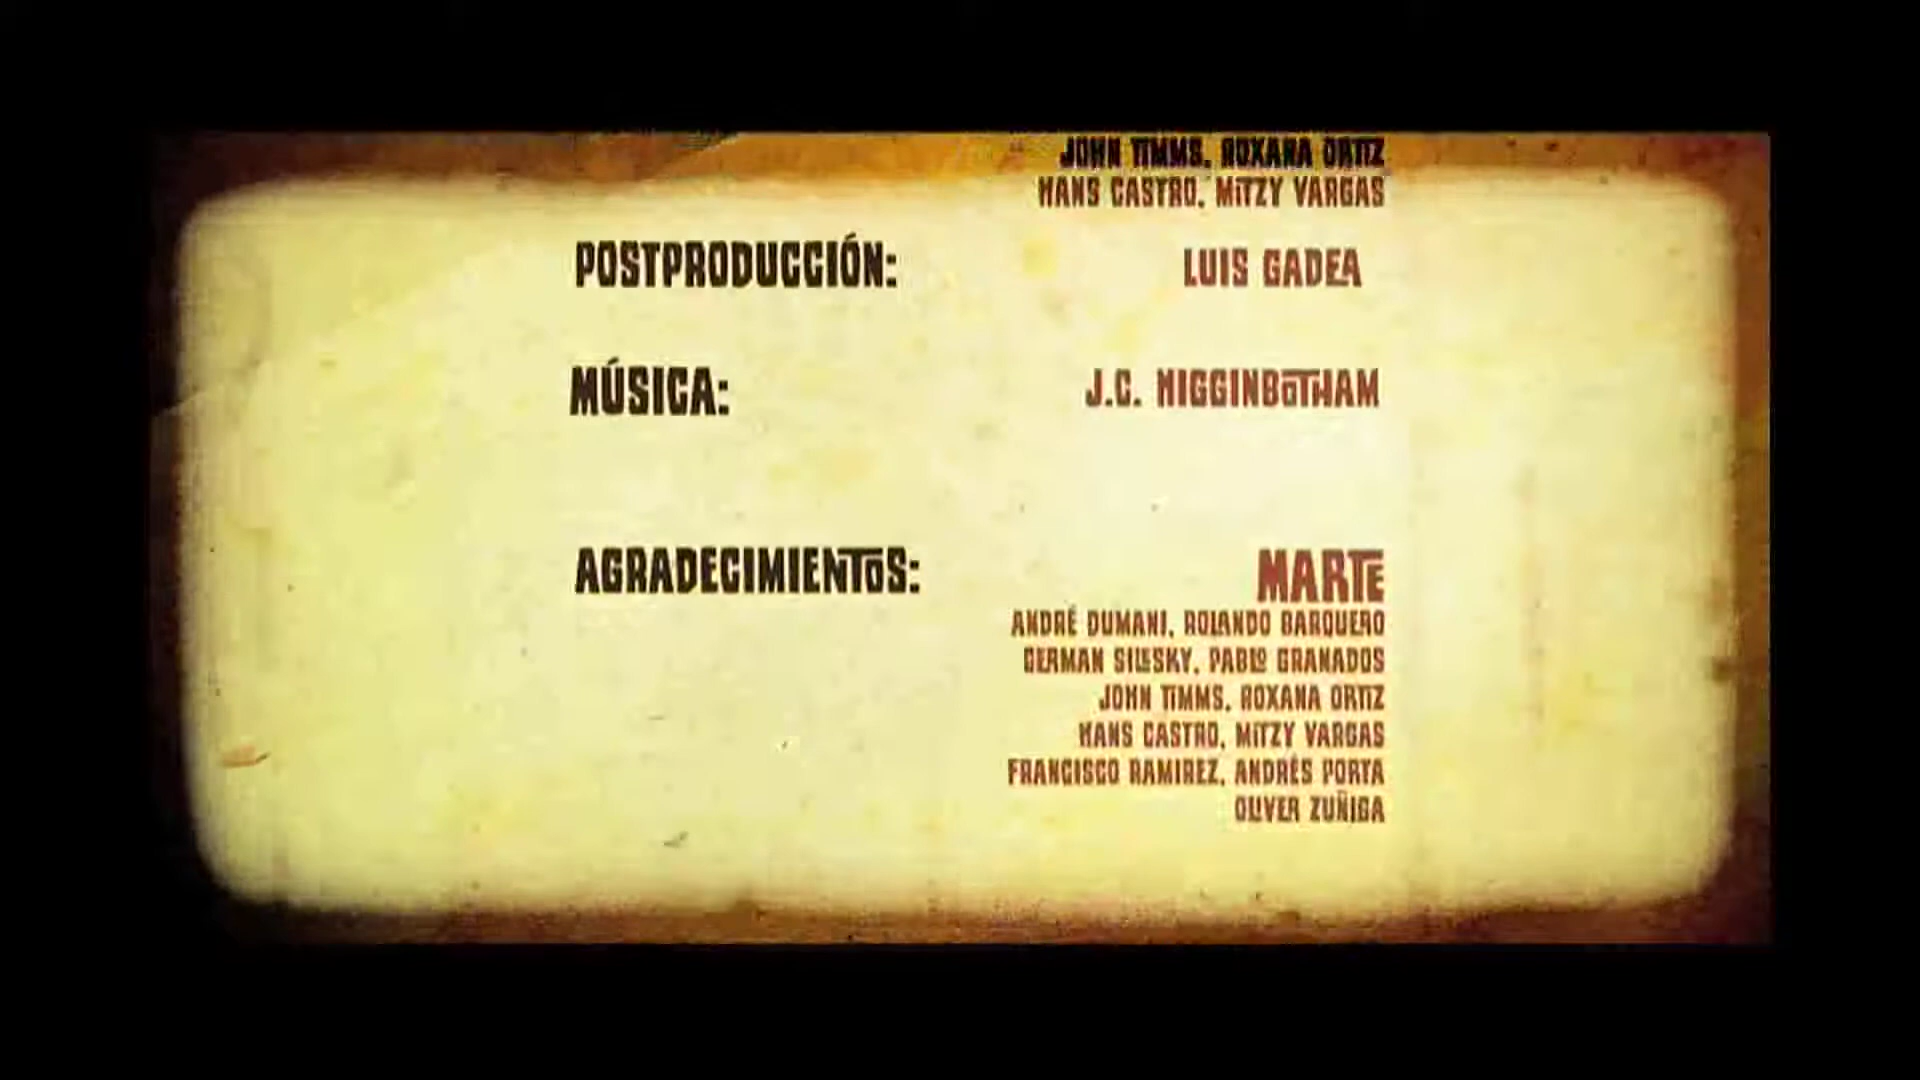 JOHN TIMMS, ROXANA ORTIZ
HANS CASTRO, MITZY VARGAS
POSTPRODUCCIÓN: LUIS GADEA
MÚSICA: J.C. HIGGINBOTHAM
AGRADECIMIENTOS: MARTE
ANDRÉ DUMANI, ROLANDO BARQUERO
GERMAN SILESKY, PABLO GRANADOS
JOHN TIMMS, ROXANA ORTIZ
HANS CASTRO, MITZY VARGAS
FRANCISCO RAMIREZ, ANDRÉS PORTA
OLIVER ZUÑIGA